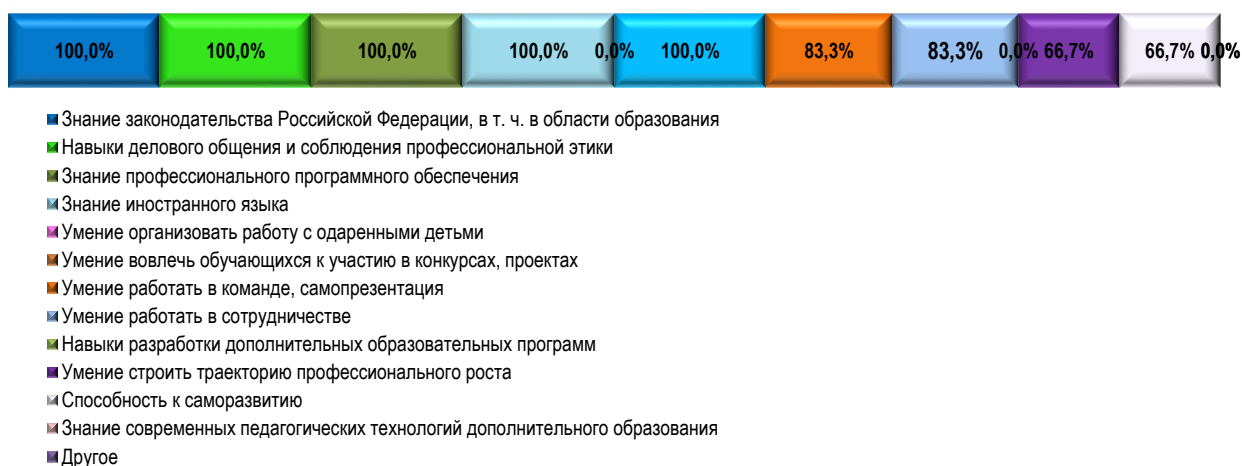 100,0% 100,0% 100,0% 100,0% 0,0% 100,0% 83,3% 83,3% 0,0% 66,7% 66,7% 0,0%
Знание законодательства Российской Федерации, в т. ч. в области образования
Навыки делового общения и соблюдения профессиональной этики
Знание профессионального программного обеспечения
Знание иностранного языка
Умение организовать работу с одаренными детьми
Умение вовлечь обучающихся к участию в конкурсах, проектах
Умение работать в команде, самопрезентация
Умение работать в сотрудничестве
Навыки разработки дополнительных образовательных программ
Умение строить траекторию профессионального роста
Способность к саморазвитию
Знание современных педагогических технологий дополнительного образования
Другое